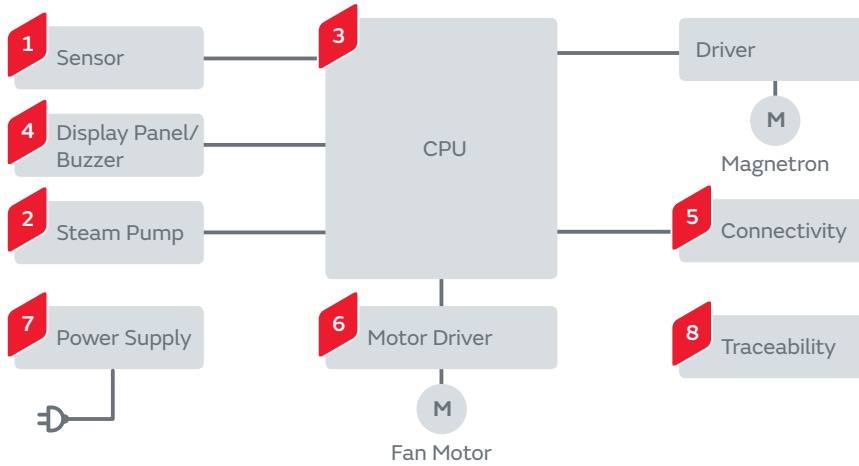 1
Sensor
3
CPU
Driver
M
Magnetron
4
Display Panel/
Buzzer
2
Steam Pump
5
Connectivity
7
Power Supply
6
Motor Driver
M
Fan Motor
8
Traceability